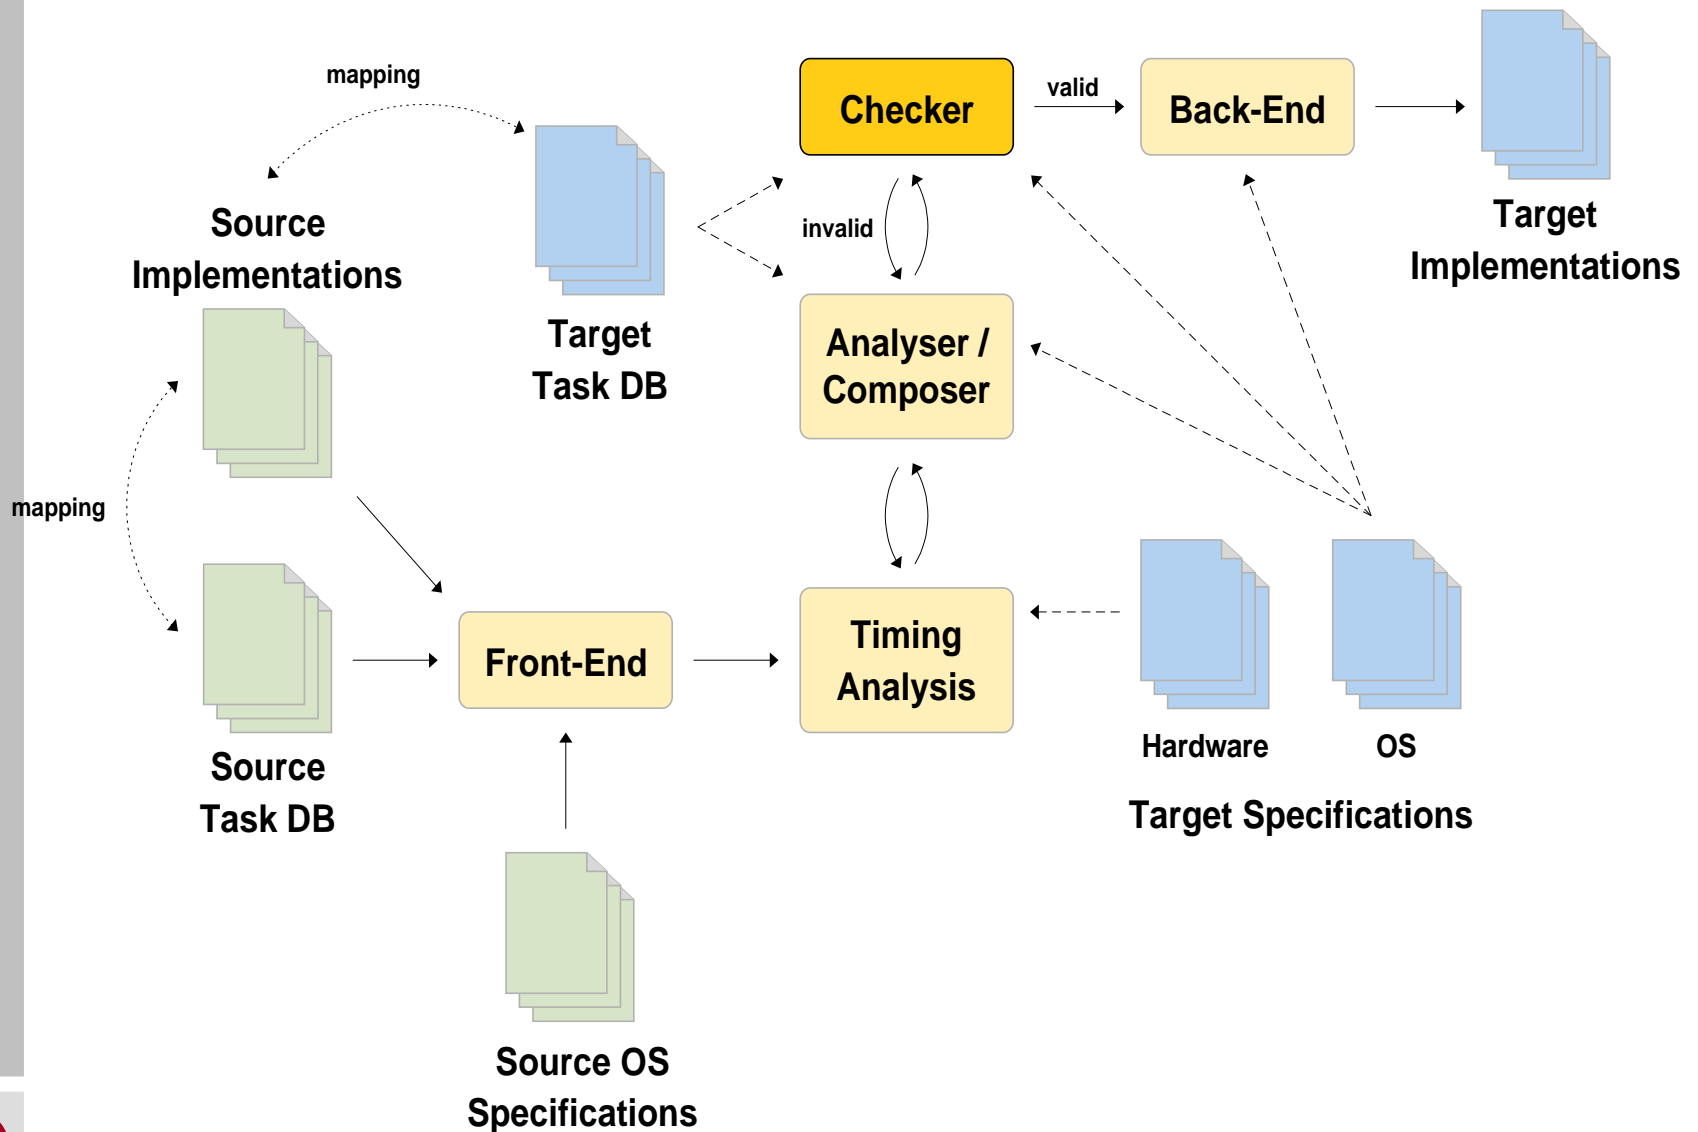 mapping
Checker
valid
Back-End
Source
Implementations
invalid
Target
Implementations
Target
Task DB
Analyser /
Composer
mapping
Front-End
Timing
Analysis
Hardware
OS
Source
Task DB
Target Specifications
Source OS
Specifications